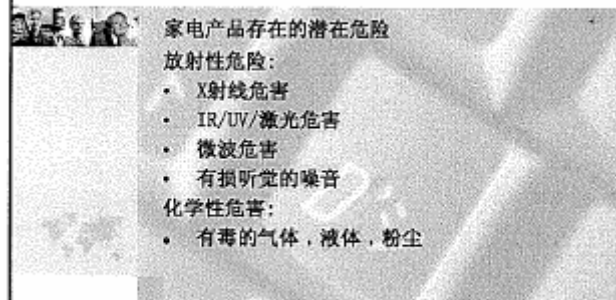 家电产品存在的潜在危险
放射性危险:
• X射线危害
• IR/UV/激光危害
• 微波危害
• 有损听觉的噪音
化学性危害:
• 有毒的气体，液体，粉尘